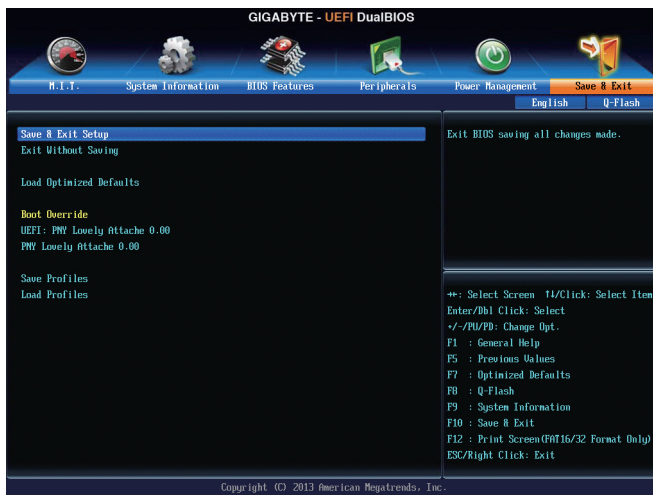 GIGABYTE - UEFI DualBIOS
M.I.T.
System Information
BIOS Features
Peripherals
Power Management
Save & Exit
English
Q-Flash
Save & Exit Setup
Exit Without Saving
Load Optimized Defaults
Boot Override
UEFI: PNY Lovely Attache 0.00
PNY Lovely Attache 0.00
Save Profiles
Load Profiles
Exit BIOS saving all changes made.
→←: Select Screen ↑↓/Click: Select Item
Enter/Dbl Click: Select
+/-/PU/PD: Change Opt.
F1 : General Help
F5 : Previous Values
F7 : Optimized Defaults
F8 : Q-Flash
F9 : System Information
F10 : Save & Exit
F12 : Print Screen(FAT16/32 Format Only)
ESC/Right Click: Exit
Copyright (C) 2013 American Megatrends, Inc.